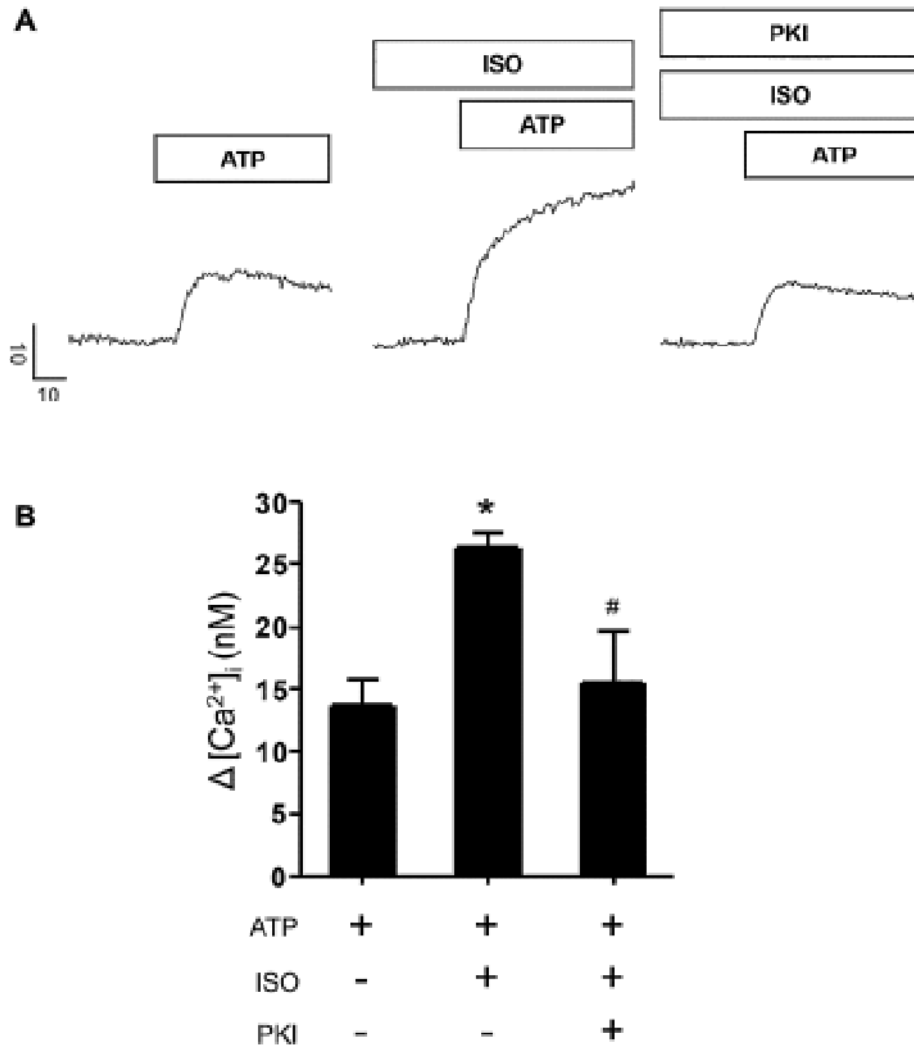 A
PKI
ISO
ISO
ATP
ATP
ATP
10
10
B
30
25
20
15
10
5
0
Δ [Ca²⁺]ᵢ (nM)
*
#
ATP + + +
ISO - + +
PKI - - +